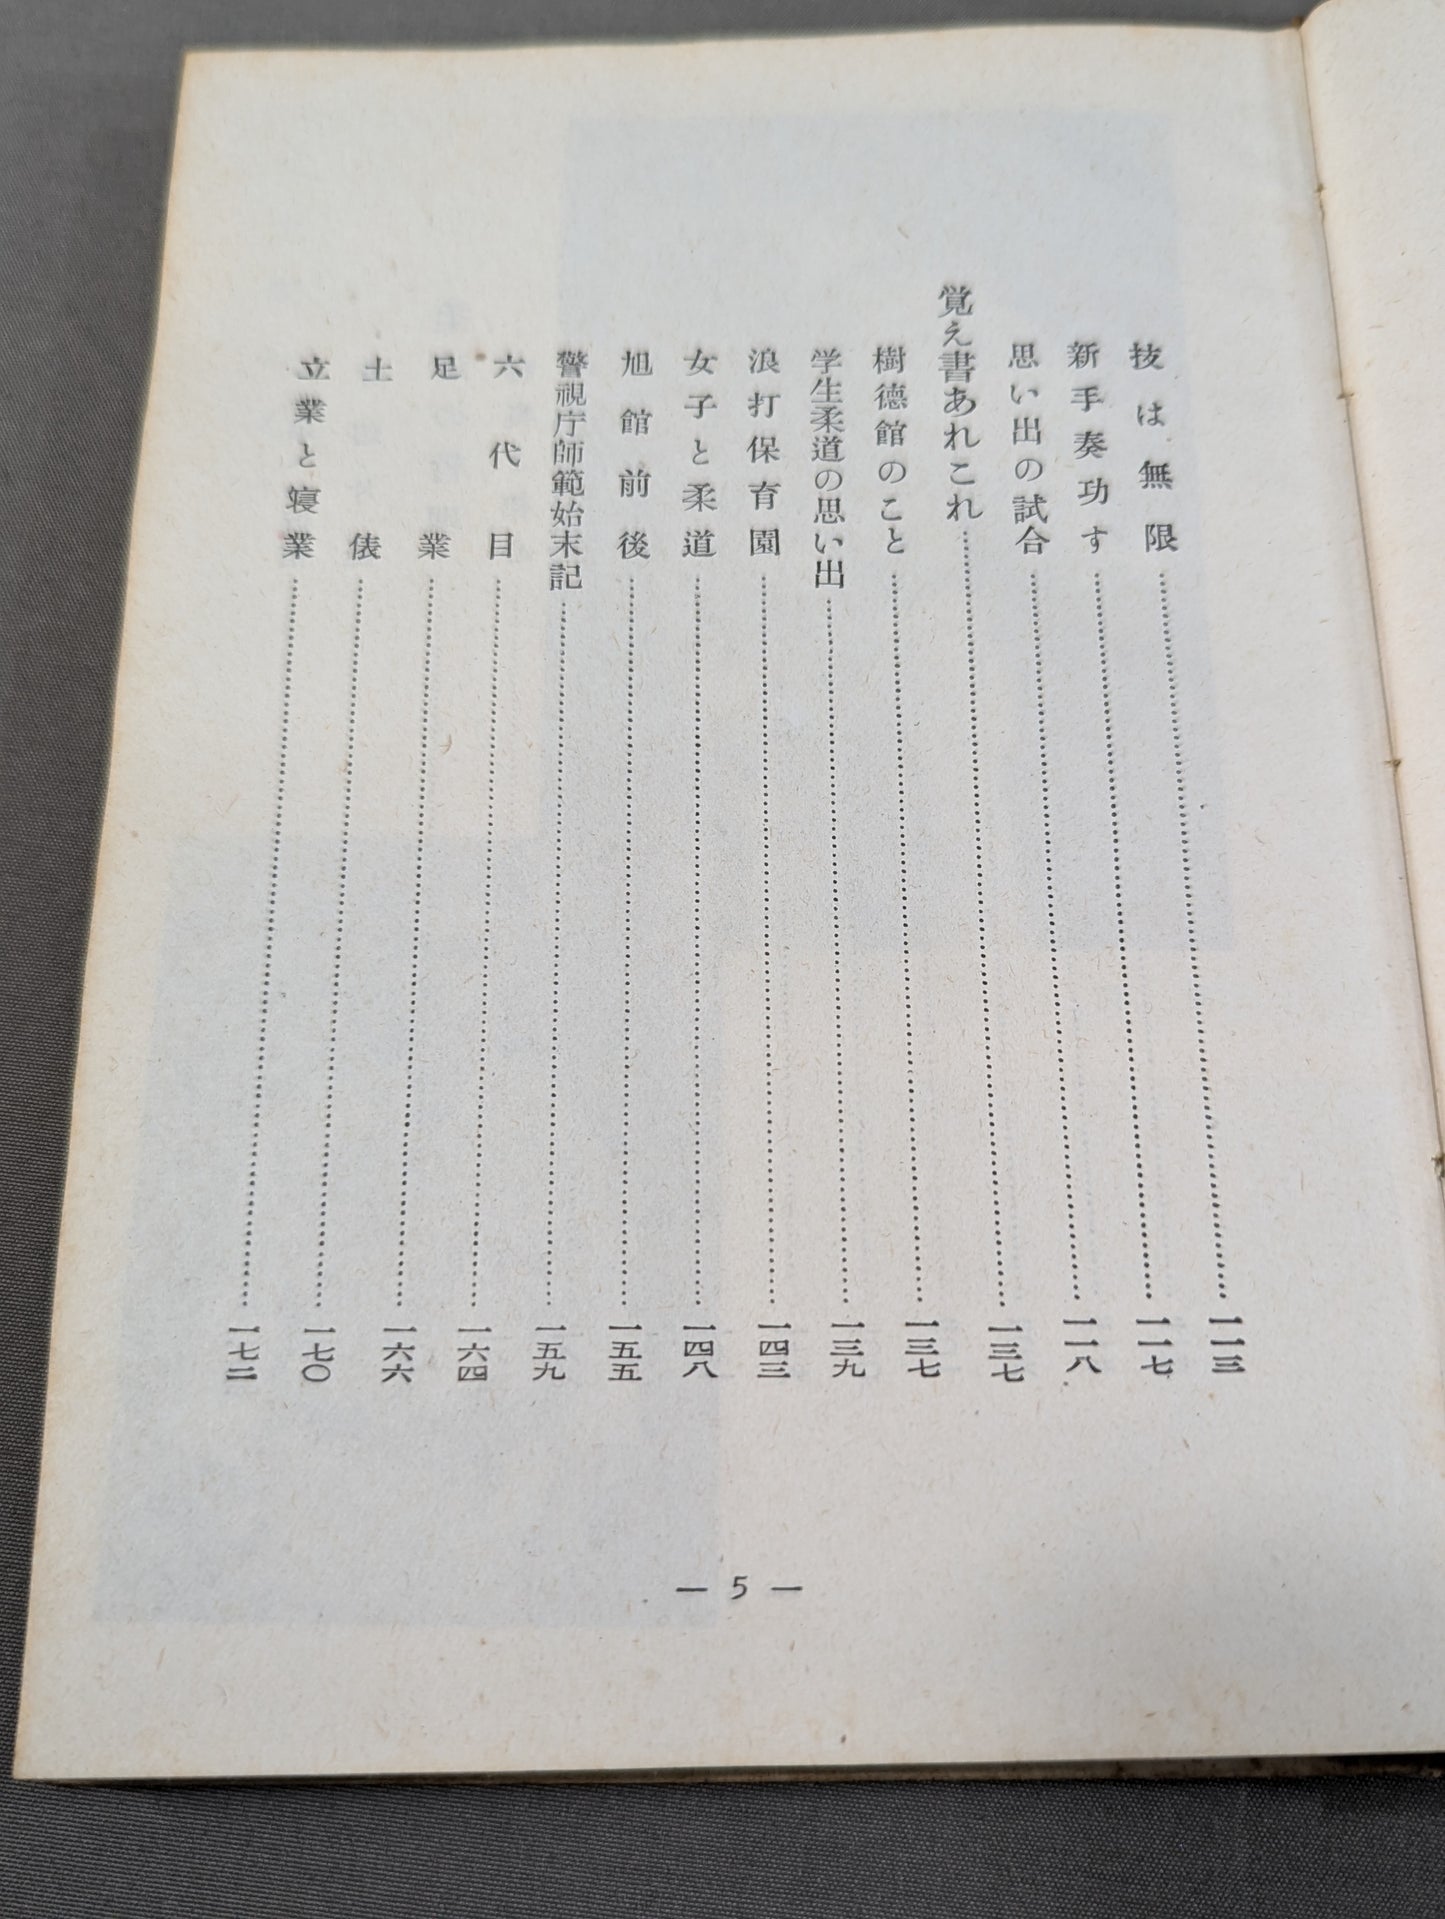 技は無限……一一三
新手奏功す……一一七
思い出の試合……一一八
覚え書あれこれ……一三七
樹徳館のこと……一三七
学生柔道の思い出……一三九
浪打保育園……一四三
女子と柔道……一四八
旭館前後……一五五
警視庁師範始末記……一五九
六代目……一六四
足業……一六六
土俵……一七〇
立業と寝業……一七二
— 5 —